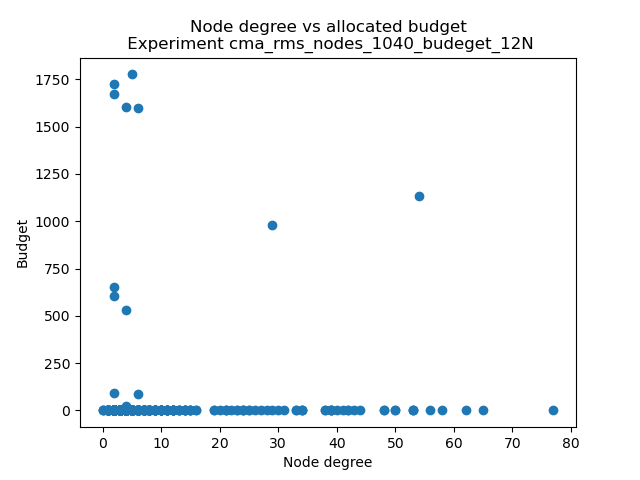 Node degree vs allocated budget
Experiment cma_rms_nodes_1040_budeget_12N
1750
1500
1250
1000
750
500
250
0
Budget
0 10 20 30 40 50 60 70 80
Node degree